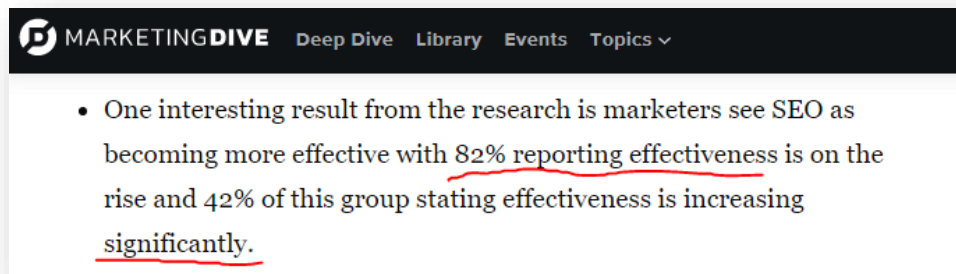 MARKETINGDIVE Deep Dive Library Events Topics
• One interesting result from the research is marketers see SEO as
becoming more effective with 82% reporting effectiveness is on the
rise and 42% of this group stating effectiveness is increasing
significantly.